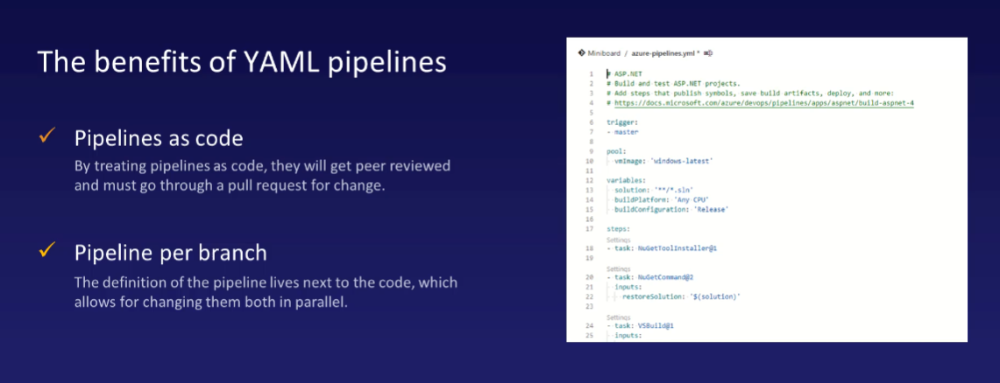 The benefits of YAML pipelines
✓ Pipelines as code
By treating pipelines as code, they will get peer reviewed
and must go through a pull request for change.
✓ Pipeline per branch
The definition of the pipeline lives next to the code, which
allows for changing them both in parallel.
Miniboard / azure-pipelines.yml *
1 # ASP.NET
2 # Build and test ASP.NET projects.
3 # Add steps that publish symbols, save build artifacts, deploy, and more:
4 # https://docs.microsoft.com/azure/devops/pipelines/apps/aspnet/build-aspnet-4
5
6 trigger:
7 - master
8
9 pool:
10   vmImage: 'windows-latest'
11
12 variables:
13   solution: '**/*.sln'
14   buildPlatform: 'Any CPU'
15   buildConfiguration: 'Release'
16
17 steps:
Settings
18 - task: NuGetToolInstaller@1
19
Settings
20 - task: NuGetCommand@2
21   inputs:
22     restoreSolution: '$(solution)'
23
Settings
24 - task: VSBuild@1
25   inputs: